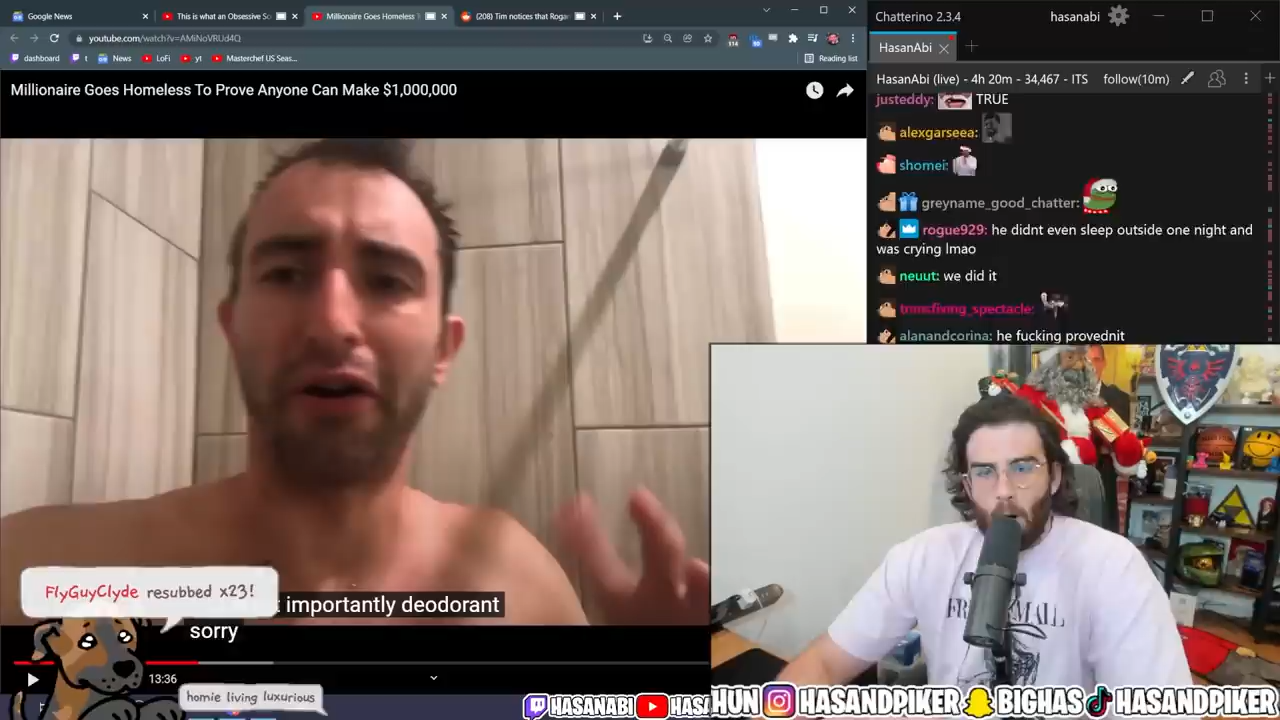 Google News
This is what an Obsessive So
Millionaire Goes Homeless
(208) Tim notices that Rogan
youtube.com/watch?v=AMiNoVRUd4Q
dashboard
t
News
LoFi
yt
Masterchef US Seas...
Reading list
Millionaire Goes Homeless To Prove Anyone Can Make $1,000,000
FlyGuyClyde resubbed x23!
importantly deodorant
sorry
13:36
homie living luxurious
Chatterino 2.3.4
hasanabi
HasanAbi
HasanAbi (live) - 4h 20m - 34,467 - ITS
follow(10m)
justeddy: TRUE
alexgarseea:
shomei:
greyname_good_chatter:
rogue929: he didnt even sleep outside one night and
was crying lmao
neuut: we did it
alanandcorina: he fucking provednit
HASANABI
HASA
HUN
HASANDPIKER
BIGHAS
HASANDPIKER